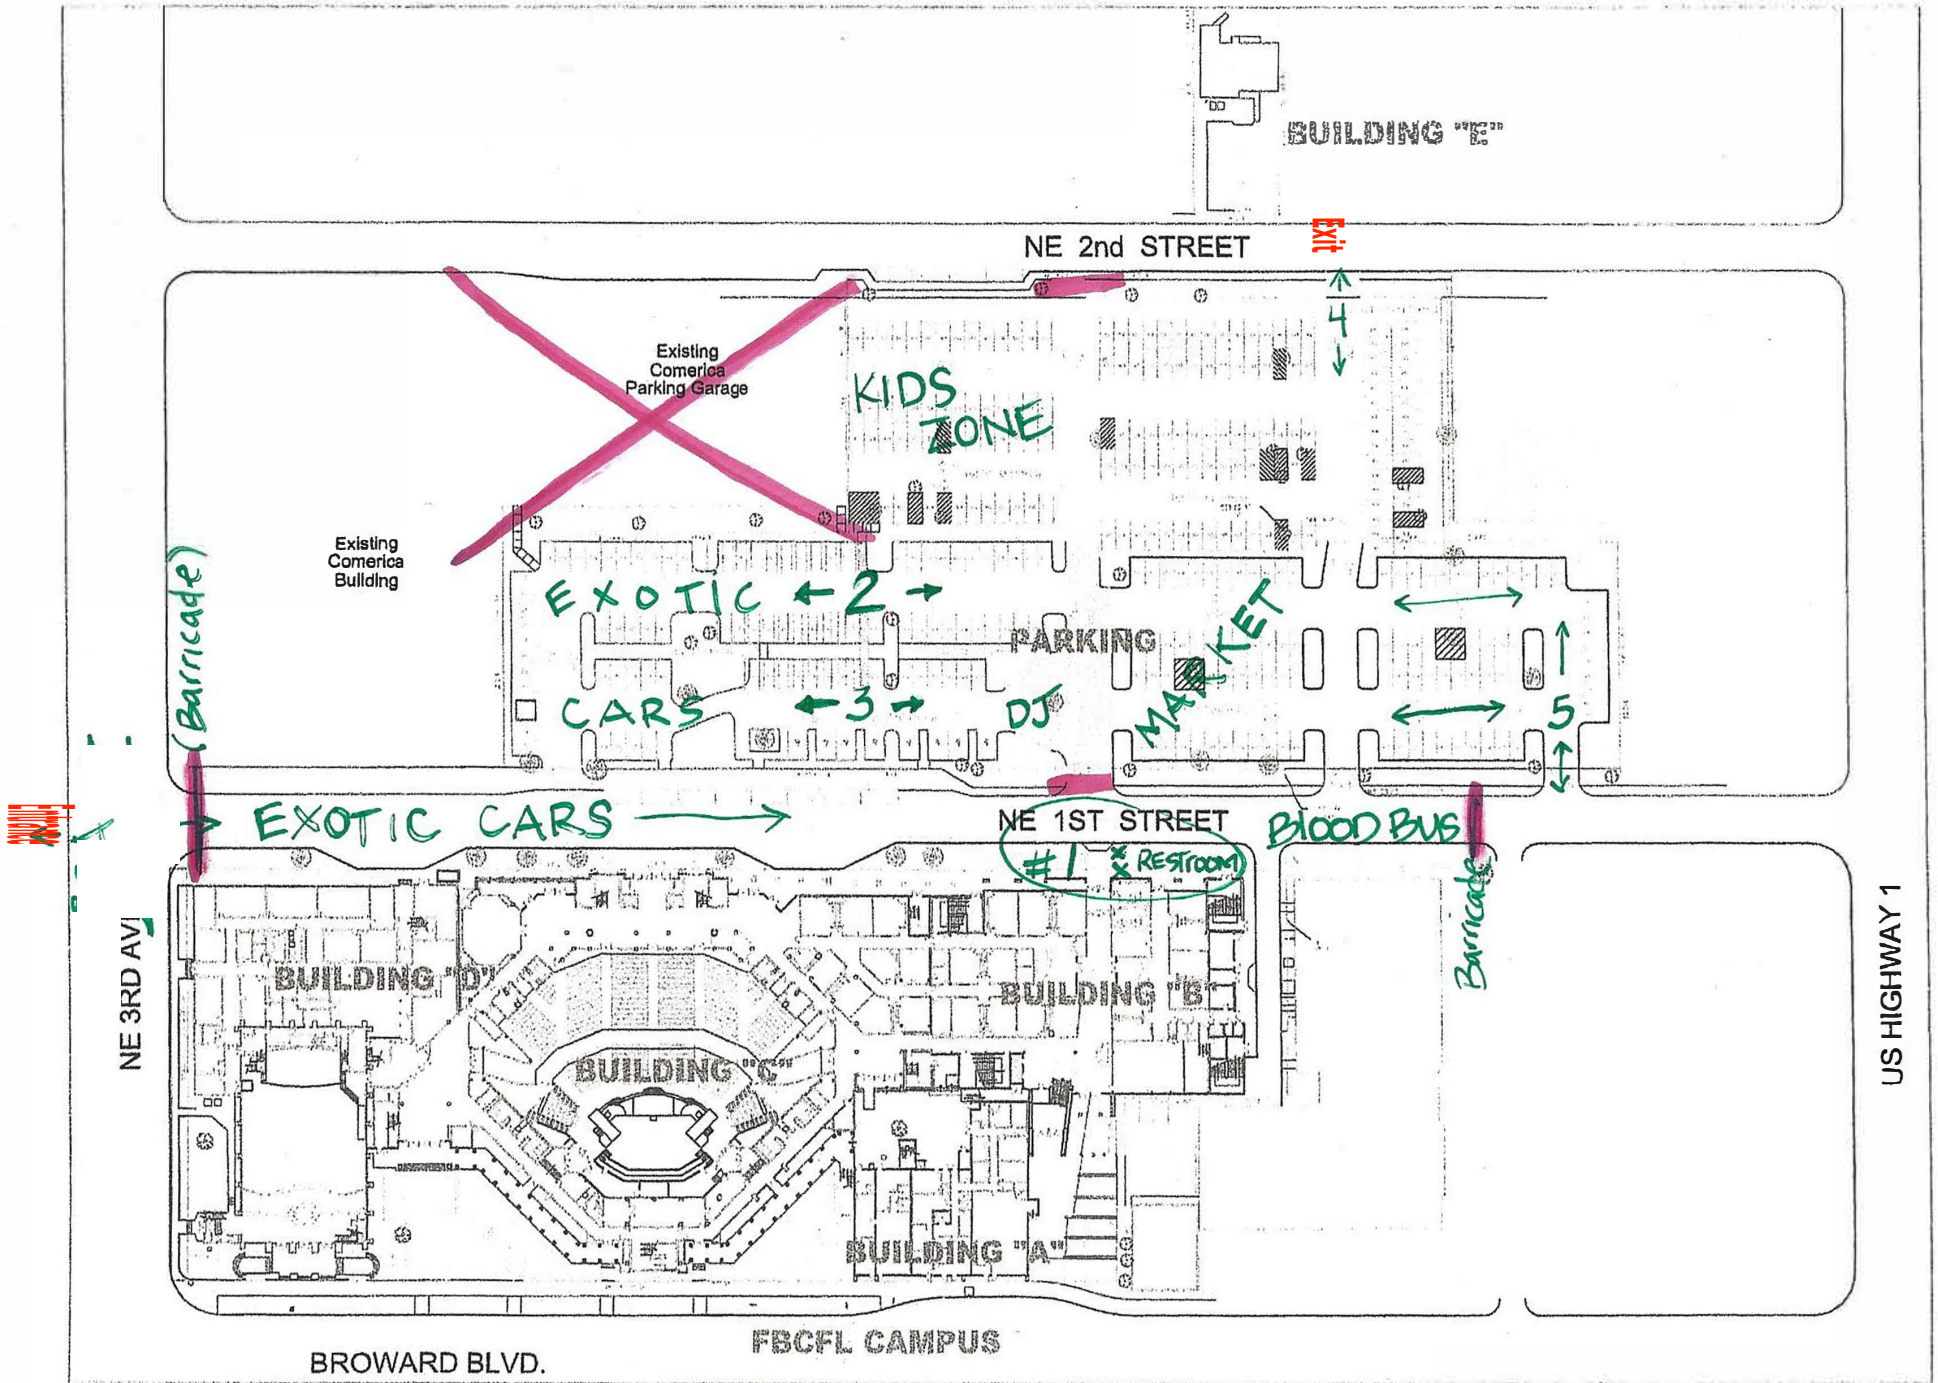 BUILDING "E"
NE 2nd STREET
Exit
4
Existing
Comerica
Parking Garage
KIDS
ZONE
Existing
Comerica
Building
(Barricade)
EXOTIC ← 2 →
PARKING
MARKET
CARS ← 3 → DJ
5
EXOTIC CARS
NE 1ST STREET
BLOOD BUS
#1 RESTROOM
Barricade
NE 3RD AV
US HIGHWAY 1
BUILDING "D"
BUILDING "B"
BUILDING "C"
BUILDING "A"
FBCFL CAMPUS
BROWARD BLVD.